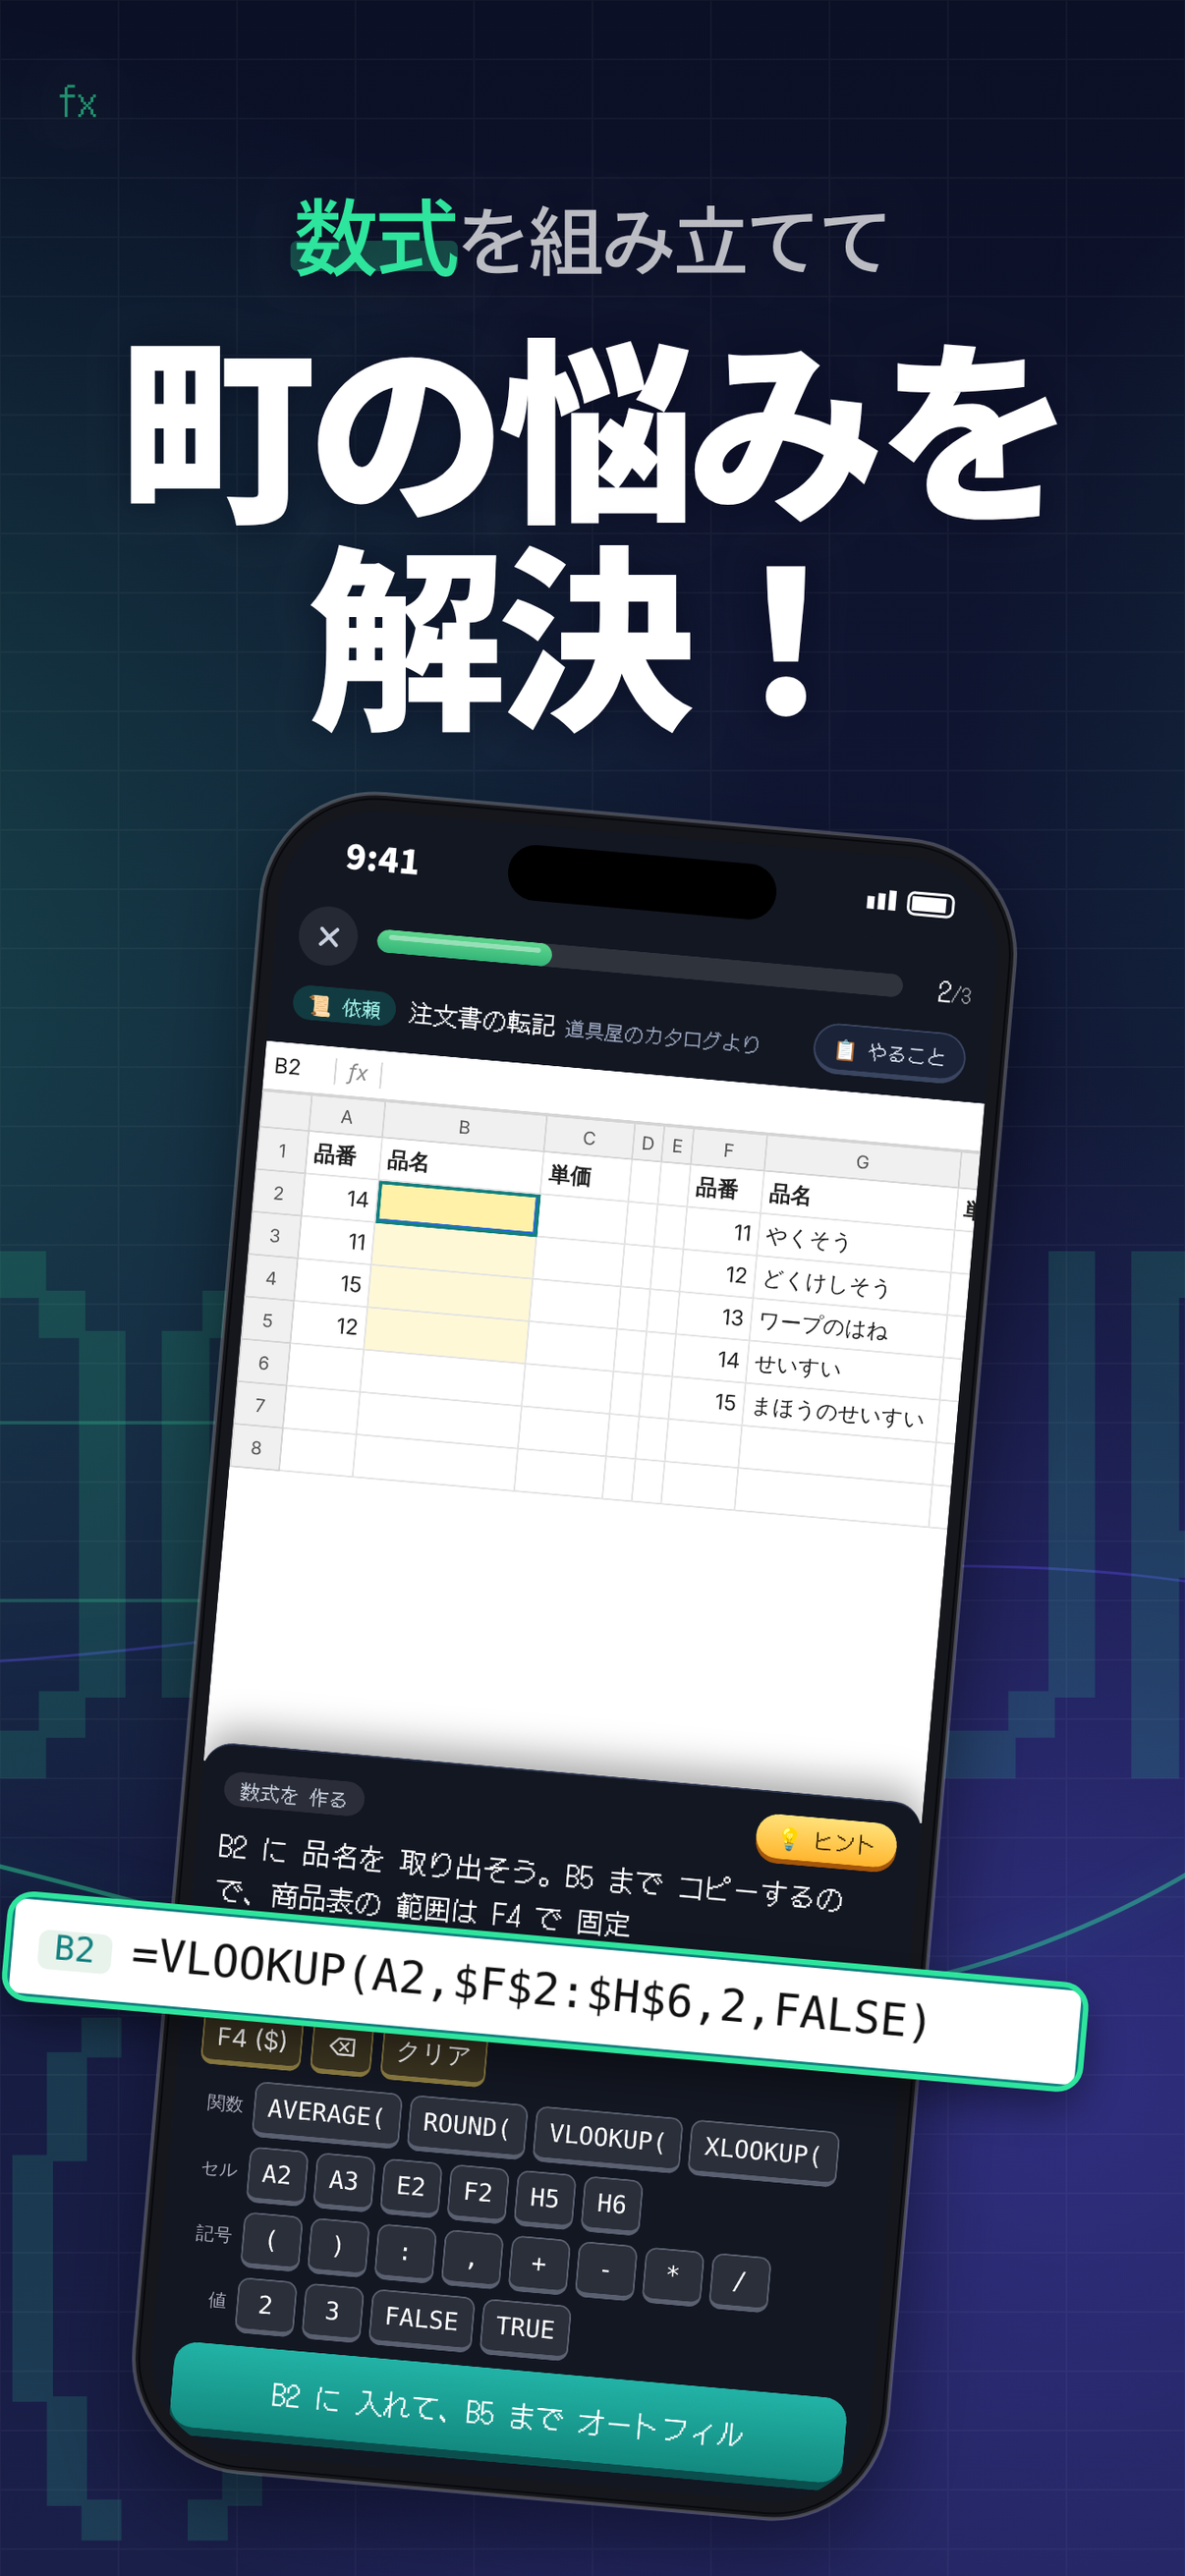 fx
数式を組み立てて
町の悩みを
解決！
9:41
2/3
依頼 注文書の転記 道具屋のカタログより やること
B2 fx
A B C D E F G
1 品番 品名 単価 品番 品名
2 14 11 やくそう
3 11 12 どくけしそう
4 15 13 ワープのはね
5 12 14 せいすい
6 15 まほうのせいすい
7
8
数式を 作る
ヒント
B2 に 品名を 取り出そう。B5 まで コピーするの
で、商品表の 範囲は F4 で 固定
B2 =VLOOKUP(A2,$F$2:$H$6,2,FALSE)
F4 ($) クリア
関数 AVERAGE( ROUND( VLOOKUP( XLOOKUP(
セル A2 A3 E2 F2 H5 H6
記号 ( ) : , + - * /
値 2 3 FALSE TRUE
B2 に 入れて、B5 まで オートフィル